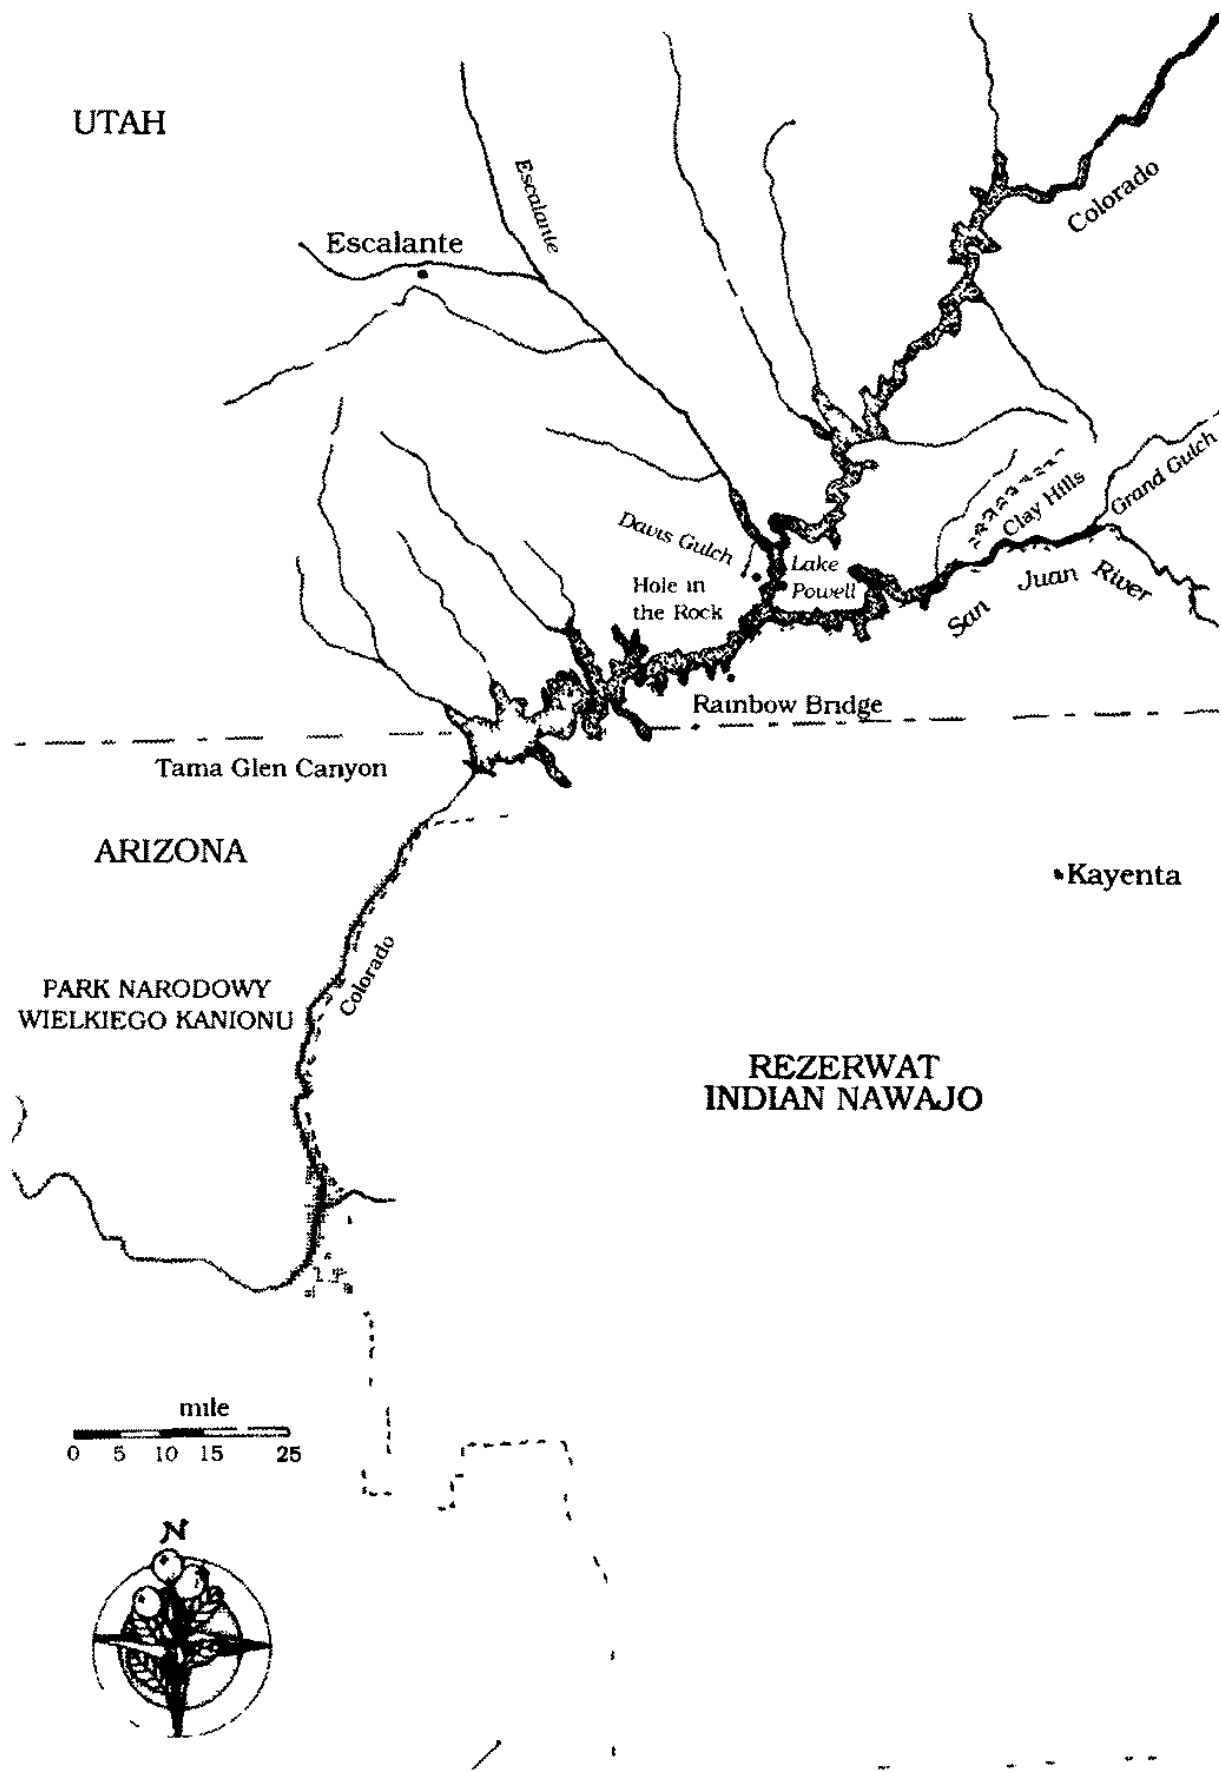 UTAH
Escalante
Colorado
Escalante
Grand Gulch
Clay Hills
Davis Gulch
Lake
Powell
Hole in
the Rock
San Juan River
Rainbow Bridge
Tama Glen Canyon
ARIZONA
Kayenta
Colorado
PARK NARODOWY
WIELKIEGO KANIONU
REZERWAT
INDIAN NAWAJO
mile
0 5 10 15 25
N